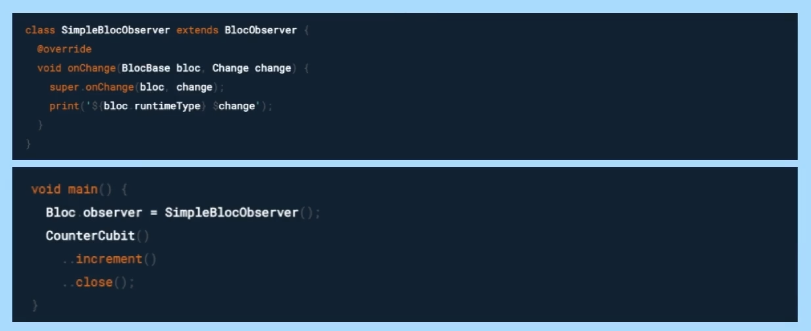 class SimpleBlocObserver extends BlocObserver {
@override
void onChange(BlocBase bloc, Change change) {
super.onChange(bloc, change);
print('${bloc.runtimeType} $change');
}
}
void main() {
Bloc.observer = SimpleBlocObserver();
CounterCubit()
..increment()
..close();
}